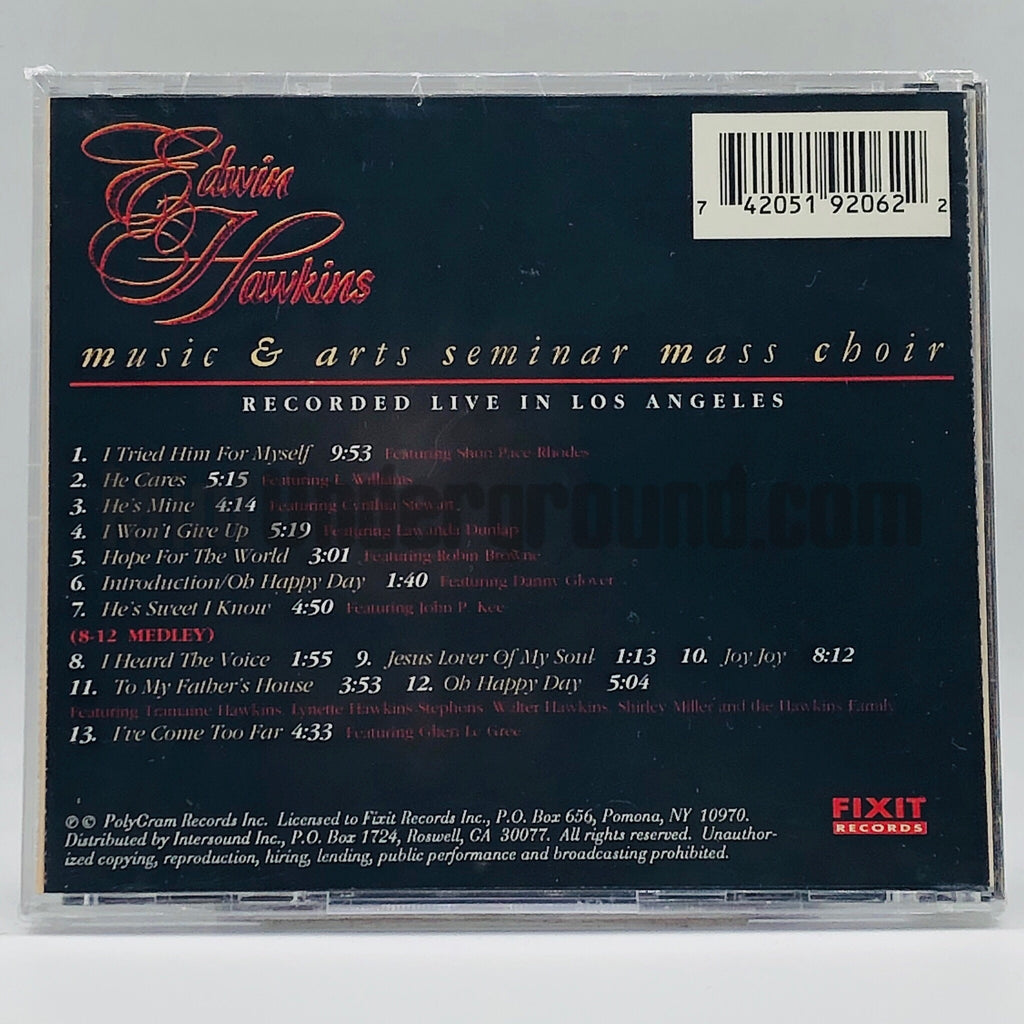 Edwin
Hawkins
7 42051 92062 2
music & arts seminar mass choir
RECORDED LIVE IN LOS ANGELES
1. I Tried Him For Myself 9:53 Featuring Shun Pace-Rhodes
2. He Cares 5:15 Featuring E. Williams
3. He's Mine 4:14 Featuring Cynthia Stewart
4. I Won't Give Up 5:19 Featuring Lawanda Dunlap
underground.com
5. Hope For The World 3:01 Featuring Robin Browne
6. Introduction/Oh Happy Day 1:40 Featuring Danny Glover
7. He's Sweet I Know 4:50 Featuring John P. Kee
(8-12 MEDLEY)
8. I Heard The Voice 1:55 9. Jesus Lover Of My Soul 1:13 10. Joy Joy 8:12
11. To My Father's House 3:53 12. Oh Happy Day 5:04
Featuring Tramaine Hawkins, Lynette Hawkins-Stephens, Walter Hawkins, Shirley Miller and the Hawkins Family
13. I've Come Too Far 4:33 Featuring Gheri Le Gree
℗ © PolyGram Records Inc. Licensed to Fixit Records Inc., P.O. Box 656, Pomona, NY 10970.
Distributed by Intersound Inc., P.O. Box 1724, Roswell, GA 30077. All rights reserved. Unauthor-
ized copying, reproduction, hiring, lending, public performance and broadcasting prohibited.
FIXIT
RECORDS